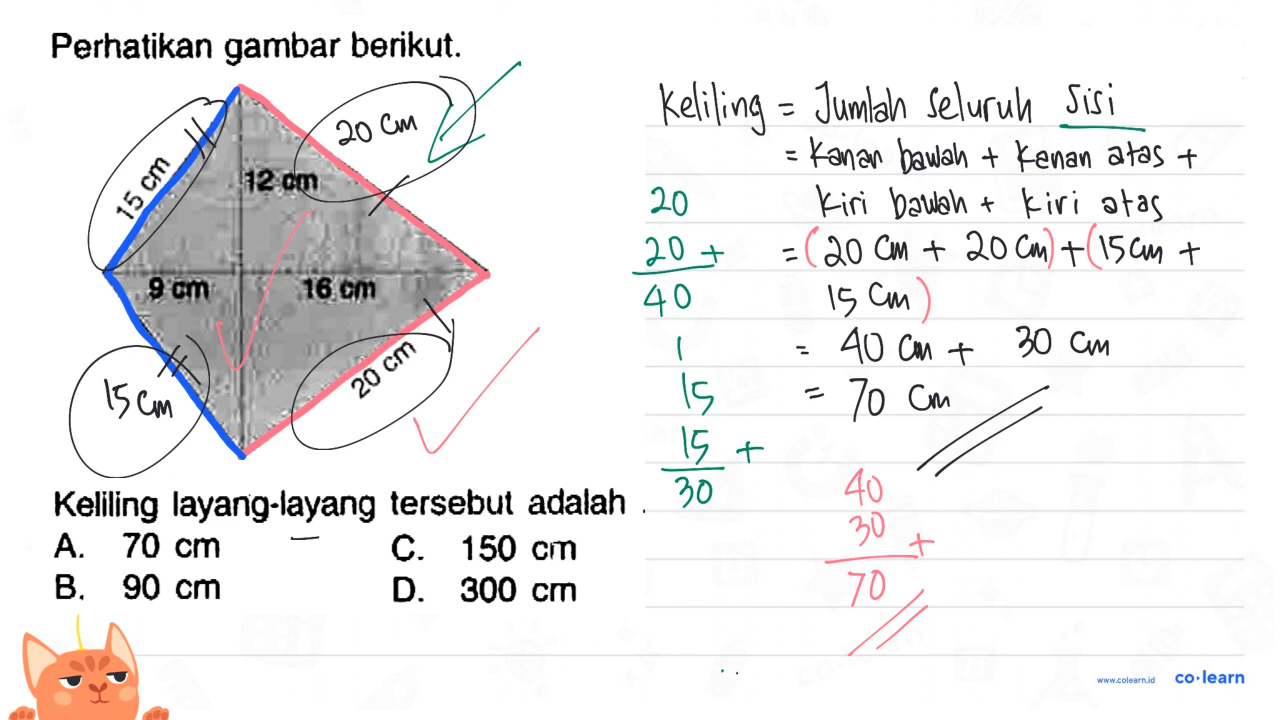 Perhatikan gambar berikut.
15 cm
20 cm
12 cm
9 cm
16 cm
15 cm
20 cm
Keliling layang-layang tersebut adalah .
A. 70 cm
C. 150 cm
B. 90 cm
D. 300 cm
Keliling = Jumlah seluruh sisi
= kanan bawah + kanan atas +
kiri bawah + kiri atas
= (20 cm + 20 cm) + (15 cm +
15 cm)
= 40 cm + 30 cm
= 70 cm
20
20 +
40
1
15
15 +
30
40
30 +
70
www.colearn.id
co·learn